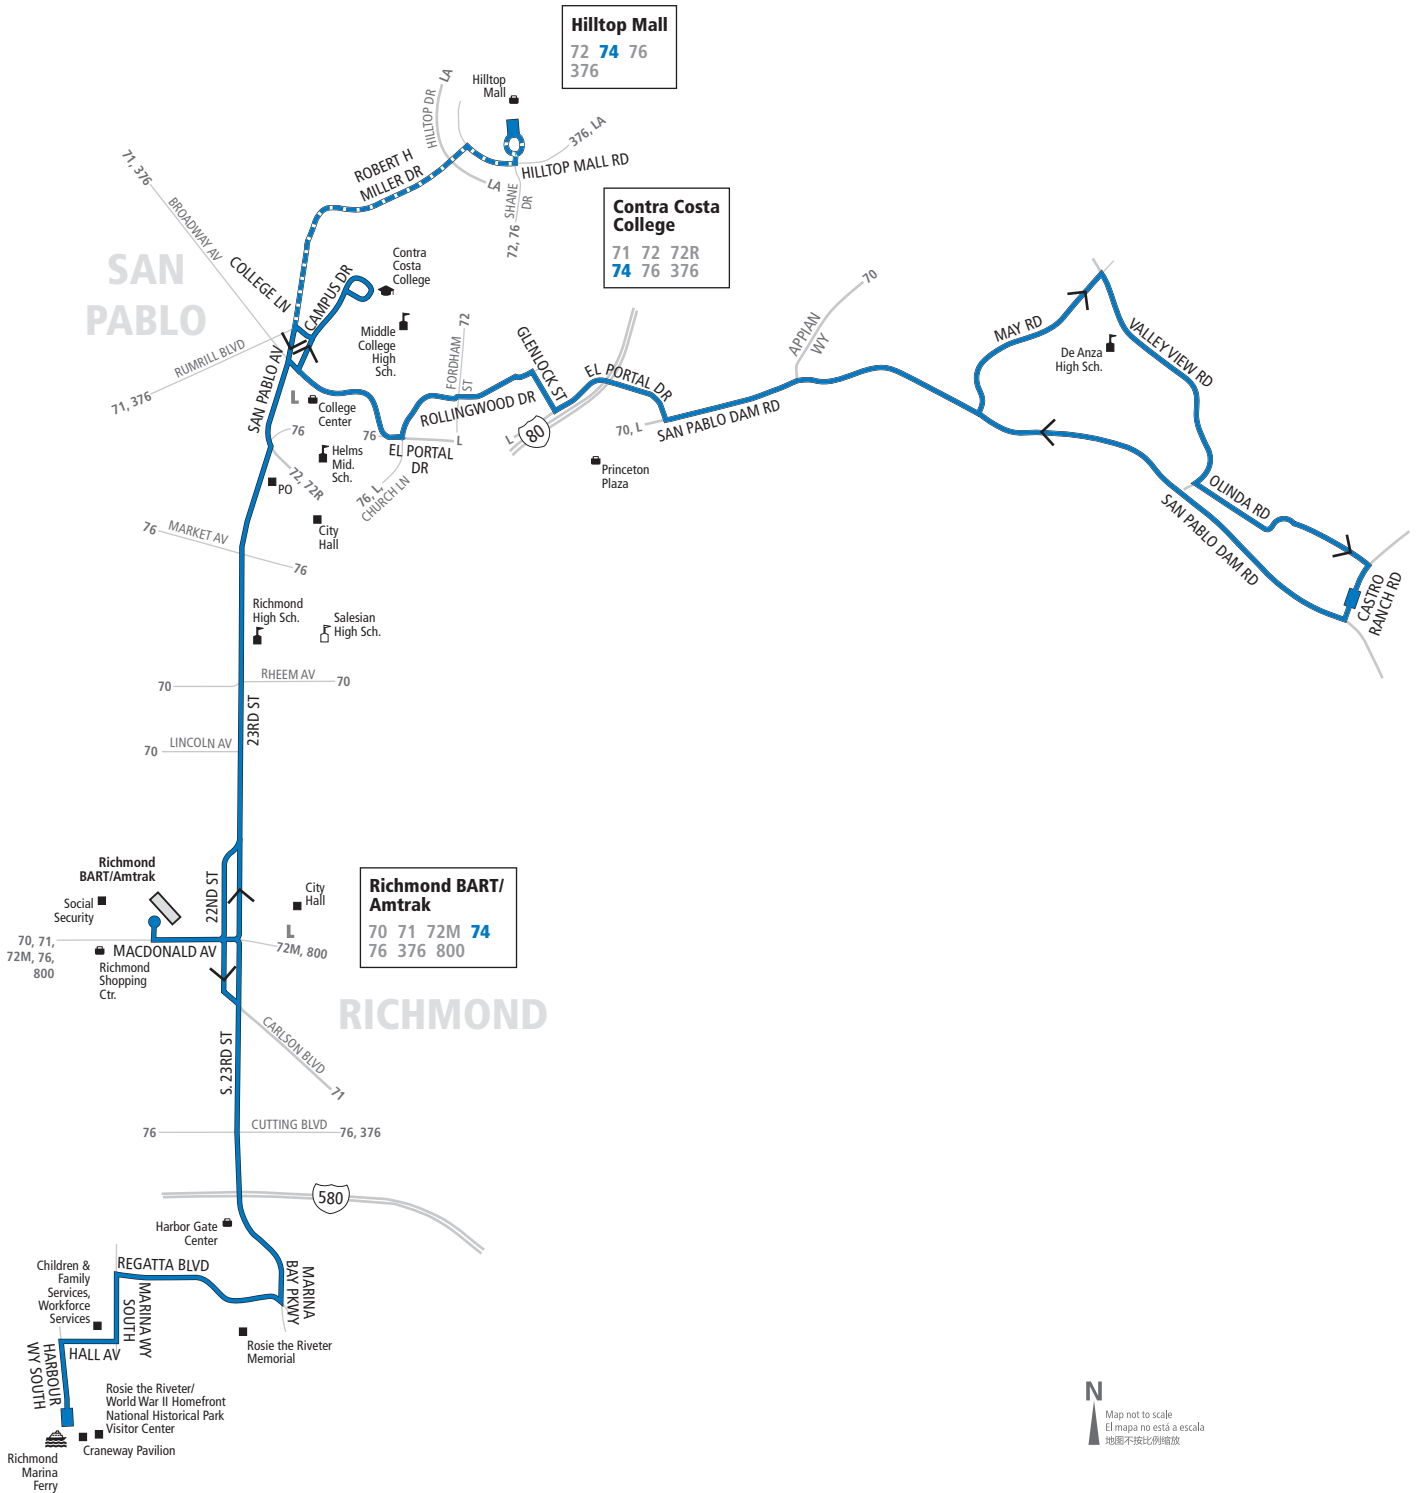 Hilltop Mall
72 74 76
376
Hilltop
Mall
LA
HILLTOP DR
376, LA
HILLTOP MALL RD
LA
SHANE
DR
72, 76
ROBERT H
MILLER DR
71, 376
BROADWAY AV
SAN
PABLO
COLLEGE LN
CAMPUS DR
Contra
Costa
College
Contra Costa
College
71 72 72R
74 76 376
Middle
College
High
Sch.
RUMRILL BLVD
71, 376
SAN PABLO AV
L
College
Center
72
FORDHAM
ST
GLENLOCK ST
ROLLINGWOOD DR
EL PORTAL DR
APPIAN
WY
70
MAY RD
De Anza
High Sch.
VALLEY VIEW RD
76
76
EL PORTAL
DR
L
L
80
70, L
SAN PABLO DAM RD
Princeton
Plaza
Helms
Mid.
Sch.
72, 72R
PO
76, L
CHURCH LN
City
Hall
OLINDA RD
SAN PABLO DAM RD
CASTRO
RANCH RD
76
MARKET AV
76
Richmond
High Sch.
Salesian
High Sch.
70
RHEEM AV
70
23RD ST
70
LINCOLN AV
Richmond
BART/Amtrak
Social
Security
22ND ST
City
Hall
L
Richmond BART/
Amtrak
70 71 72M 74
76 376 800
70, 71,
72M, 76,
800
MACDONALD AV
72M, 800
Richmond
Shopping
Ctr.
RICHMOND
CARLSON BLVD
71
S. 23RD ST
76
CUTTING BLVD
76, 376
580
Harbor Gate
Center
Children &
Family
Services,
Workforce
Services
REGATTA BLVD
MARINA
BAY PKWY
MARINA WY
SOUTH
HALL AV
HARBOUR
WY SOUTH
Rosie the Riveter
Memorial
Rosie the Riveter/
World War II Homefront
National Historical Park
Visitor Center
Craneway Pavilion
Richmond
Marina
Ferry
N
Map not to scale
El mapa no está a escala
地图不按比例缩放